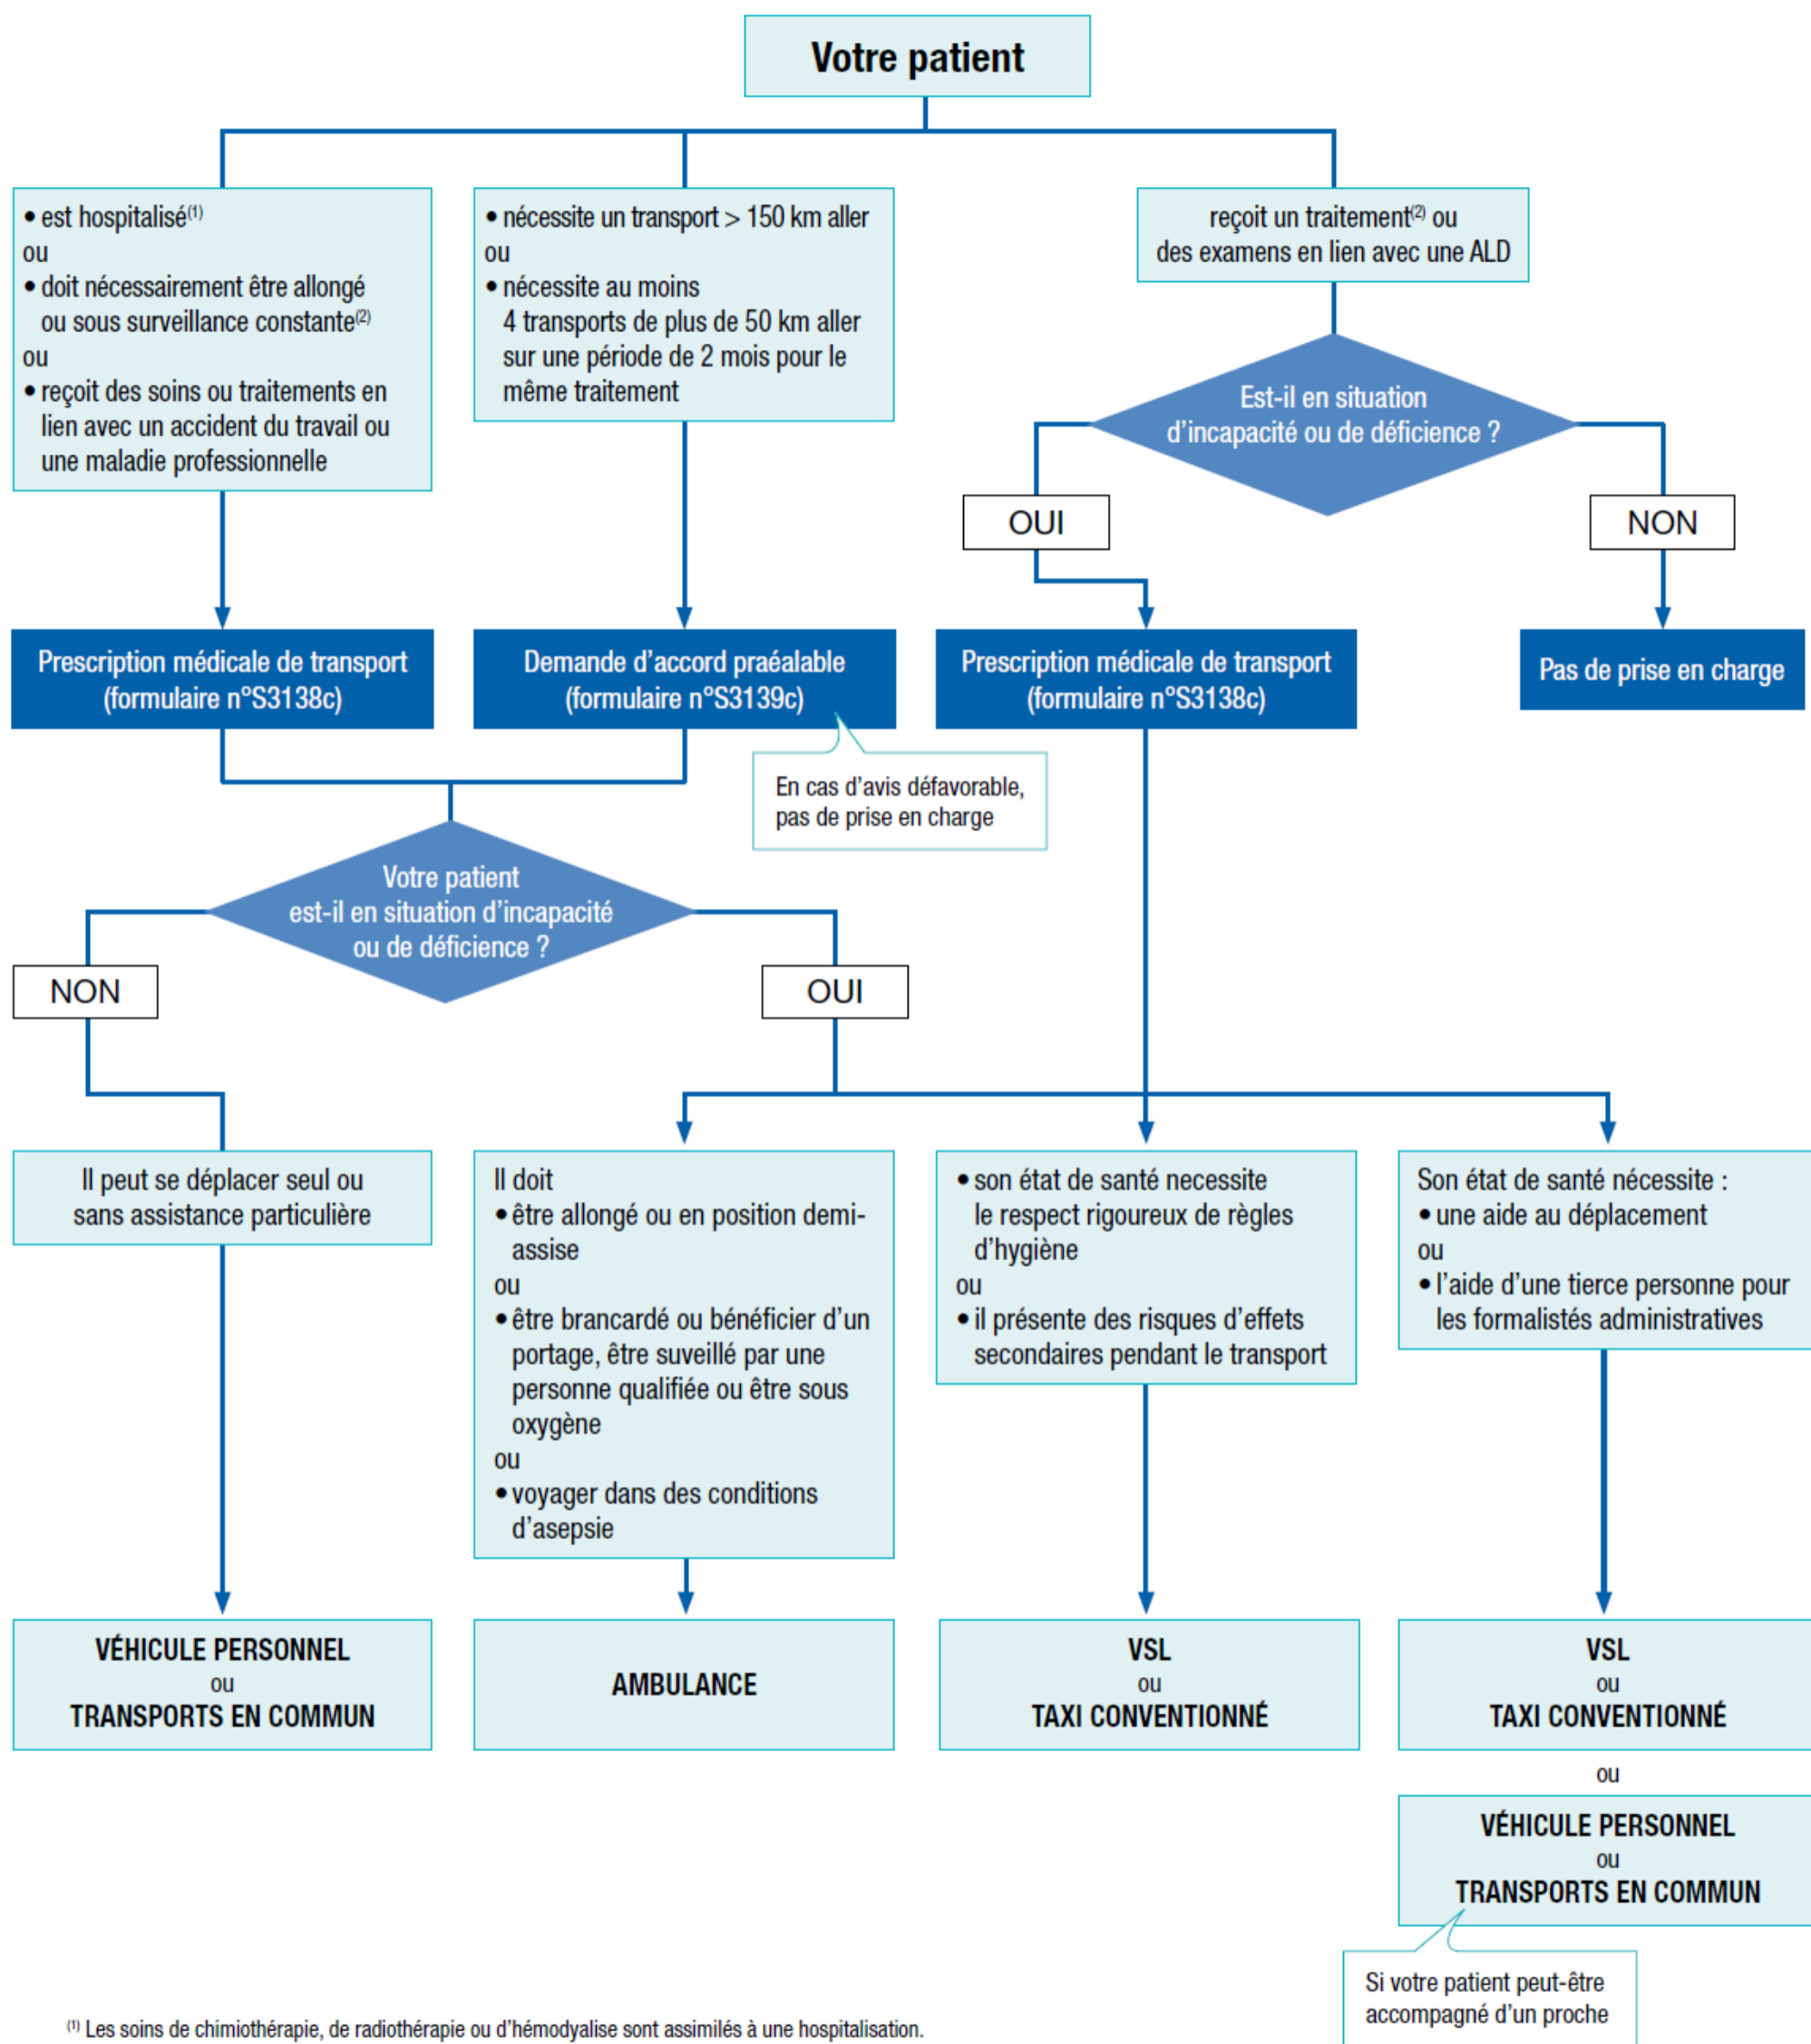 Votre patient
• est hospitalisé(1)
ou
• doit nécessairement être allongé
ou sous surveillance constante(2)
ou
• reçoit des soins ou traitements en
lien avec un accident du travail ou
une maladie professionnelle
• nécessite un transport > 150 km aller
ou
• nécessite au moins
4 transports de plus de 50 km aller
sur une période de 2 mois pour le
même traitement
reçoit un traitement(2) ou
des examens en lien avec une ALD
Est-il en situation
d'incapacité ou de déficience ?
OUI
NON
Prescription médicale de transport
(formulaire n°S3138c)
Demande d'accord praéalable
(formulaire n°S3139c)
Prescription médicale de transport
(formulaire n°S3138c)
Pas de prise en charge
En cas d'avis défavorable,
pas de prise en charge
Votre patient
est-il en situation d'incapacité
ou de déficience ?
NON
OUI
Il peut se déplacer seul ou
sans assistance particulière
Il doit
• être allongé ou en position demi-
assise
ou
• être brancardé ou bénéficier d'un
portage, être suveillé par une
personne qualifiée ou être sous
oxygène
ou
• voyager dans des conditions
d'asepsie
• son état de santé necessite
le respect rigoureux de règles
d'hygiène
ou
• il présente des risques d'effets
secondaires pendant le transport
Son état de santé nécessite :
• une aide au déplacement
ou
• l'aide d'une tierce personne pour
les formalistés administratives
VÉHICULE PERSONNEL
ou
TRANSPORTS EN COMMUN
AMBULANCE
VSL
ou
TAXI CONVENTIONNÉ
VSL
ou
TAXI CONVENTIONNÉ
ou
VÉHICULE PERSONNEL
ou
TRANSPORTS EN COMMUN
Si votre patient peut-être
accompagné d'un proche
(1) Les soins de chimiothérapie, de radiothérapie ou d'hémodyalise sont assimilés à une hospitalisation.